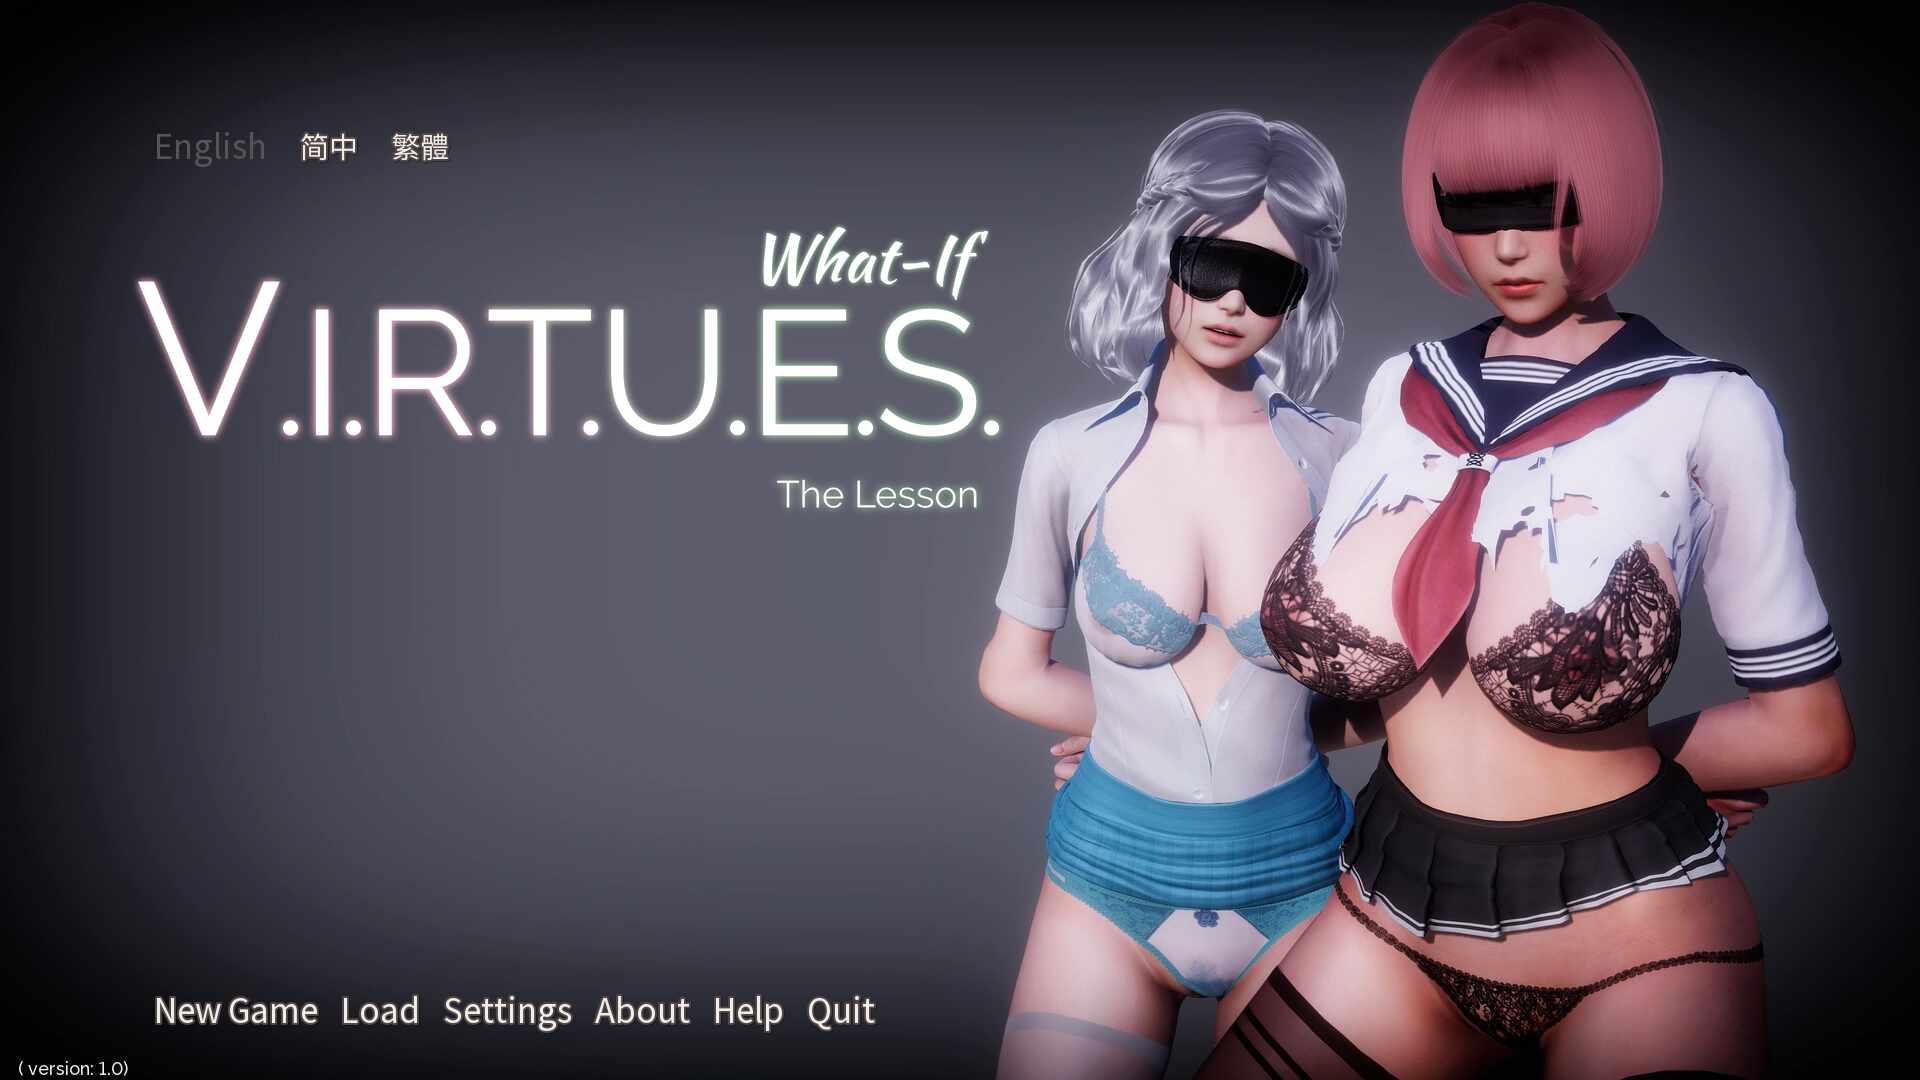 English 简中 繁體
What-If
V.I.R.T.U.E.S.
The Lesson
New Game Load Settings About Help Quit
( version: 1.0)